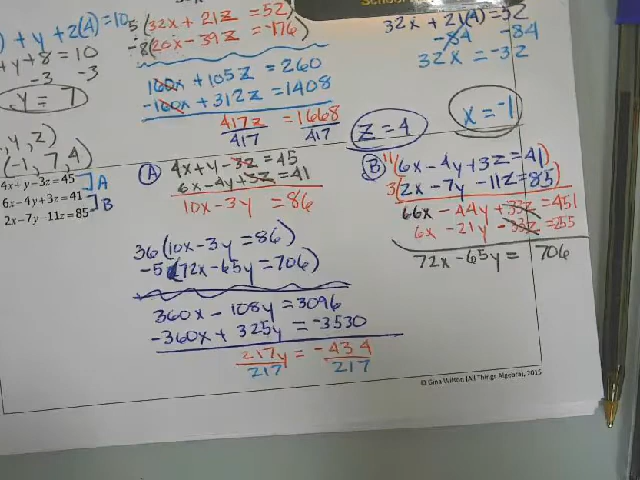 ) + y + 2(4) = 10
+ y + 8 = 10
-3 -3
y = 7
, y, z)
(-1, 7, 4)
5(32x + 21z = 52)
-8(20x - 39z = -176)
160x + 105z = 260
-160x + 312z = 1408
417z = 1668
417 417
z = 4
32x + 21(4) = 52
-84 -84
32x = -32
x = -1
4x - y - 3z = 45 ] A
6x - 4y + 3z = 41
2x - 7y - 11z = 85 ] B
A 4x + y - 3z = 45
6x - 4y + 3z = 41
10x - 3y = 86
36(10x - 3y = 86)
-5(72x - 65y = 706)
360x - 108y = 3096
-360x + 325y = -3530
217y = -434
217 217
B 11(6x - 4y + 3z = 41)
3(2x - 7y - 11z = 85)
66x - 44y + 33z = 451
6x - 21y - 33z = 255
72x - 65y = 706
© Gina Wilson (All Things Algebra), 2015